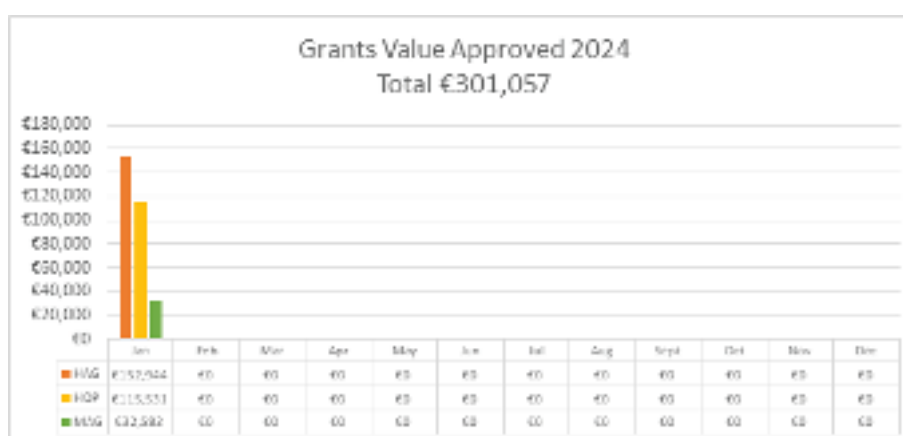 Grants Value Approved 2024
Total €301,057
€180,000
€160,000
€140,000
€120,000
€100,000
€80,000
€60,000
€40,000
€20,000
€0
Jan Feb Mar Apr May Jun Jul Aug Sept Oct Nov Dec
HAG €152,944 €0 €0 €0 €0 €0 €0 €0 €0 €0 €0 €0
HOP €115,531 €0 €0 €0 €0 €0 €0 €0 €0 €0 €0 €0
MAG €32,582 €0 €0 €0 €0 €0 €0 €0 €0 €0 €0 €0